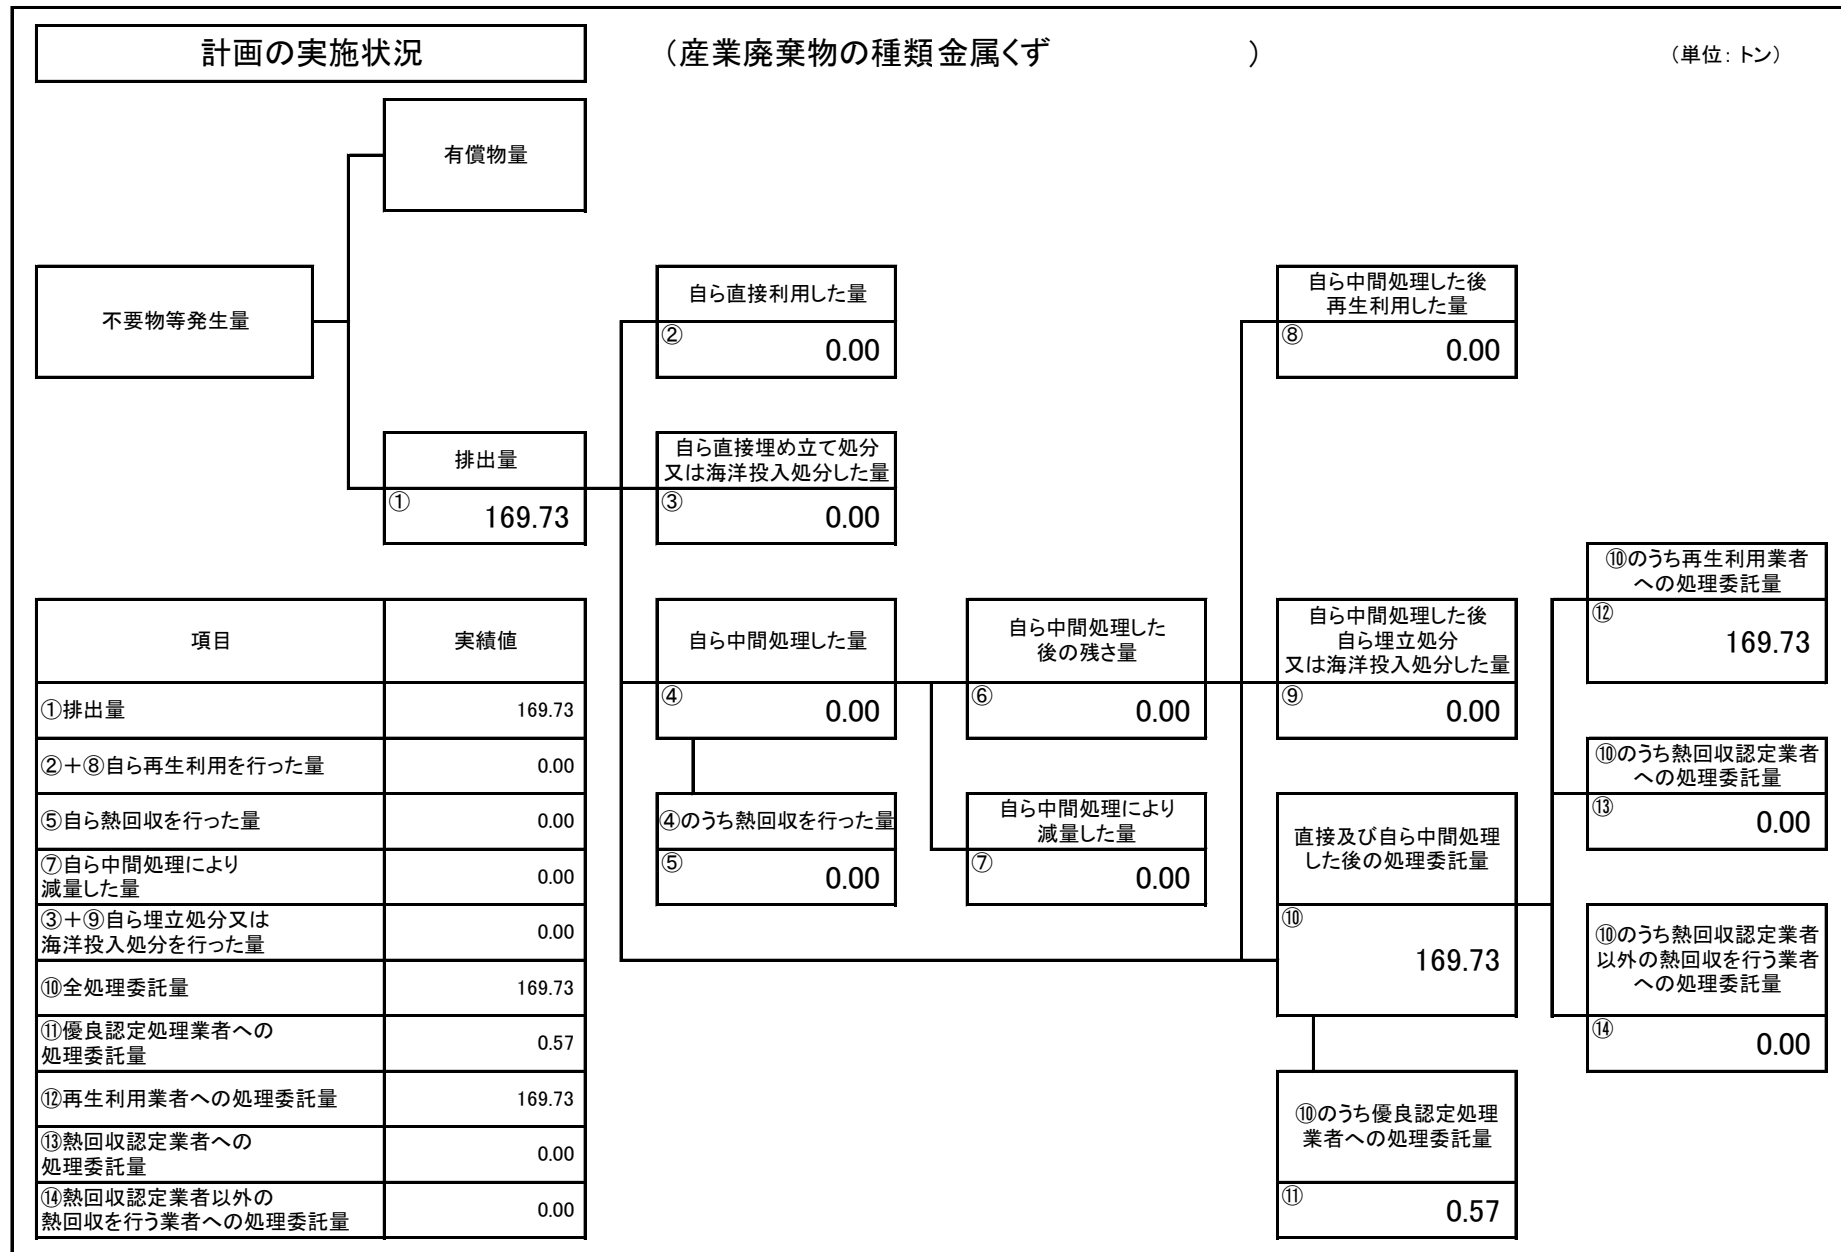 計画の実施状況
（産業廃棄物の種類金属くず　　　　　　）
（単位：トン）
有償物量
不要物等発生量
自ら直接利用した量
② 0.00
自ら中間処理した後
再生利用した量
⑧ 0.00
排出量
① 169.73
自ら直接埋め立て処分
又は海洋投入処分した量
③ 0.00
⑩のうち再生利用業者
への処理委託量
⑫ 169.73
自ら中間処理した量
④ 0.00
自ら中間処理した
後の残さ量
⑥ 0.00
自ら中間処理した後
自ら埋立処分
又は海洋投入処分した量
⑨ 0.00
⑩のうち熱回収認定業者
への処理委託量
⑬ 0.00
④のうち熱回収を行った量
⑤ 0.00
自ら中間処理により
減量した量
⑦ 0.00
直接及び自ら中間処理
した後の処理委託量
⑩ 169.73
⑩のうち熱回収認定業者
以外の熱回収を行う業者
への処理委託量
⑭ 0.00
⑩のうち優良認定処理
業者への処理委託量
⑪ 0.57
項目 実績値
①排出量 169.73
②＋⑧自ら再生利用を行った量 0.00
⑤自ら熱回収を行った量 0.00
⑦自ら中間処理により
減量した量 0.00
③＋⑨自ら埋立処分又は
海洋投入処分を行った量 0.00
⑩全処理委託量 169.73
⑪優良認定処理業者への
処理委託量 0.57
⑫再生利用業者への処理委託量 169.73
⑬熱回収認定業者への
処理委託量 0.00
⑭熱回収認定業者以外の
熱回収を行う業者への処理委託量 0.00